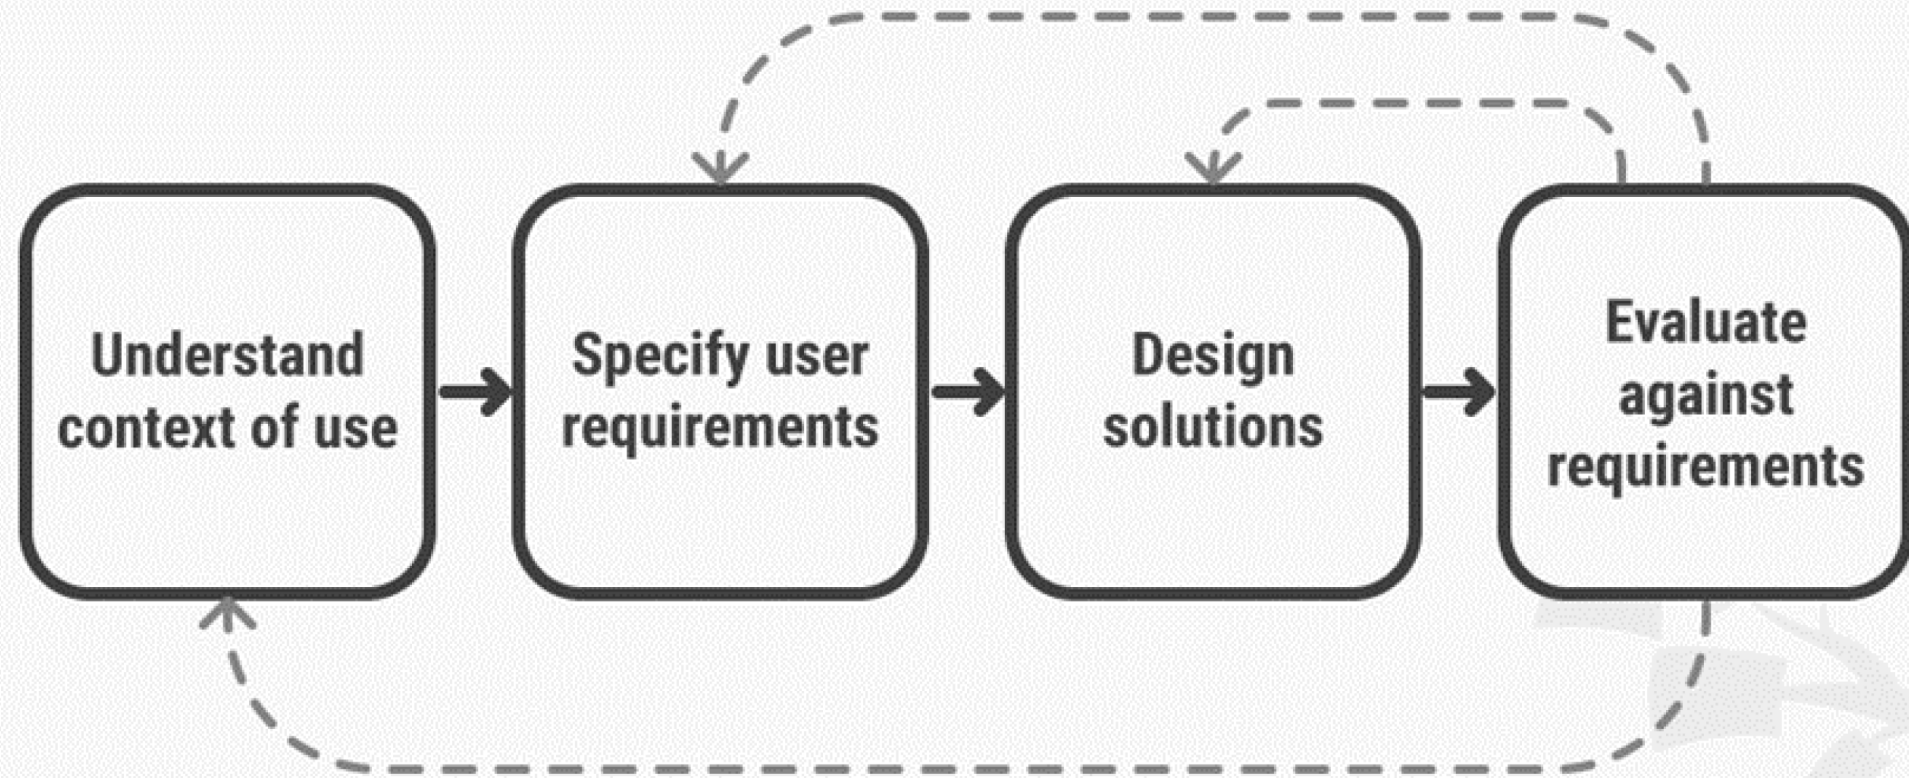 Understand
context of use
Specify user
requirements
Design
solutions
Evaluate
against
requirements